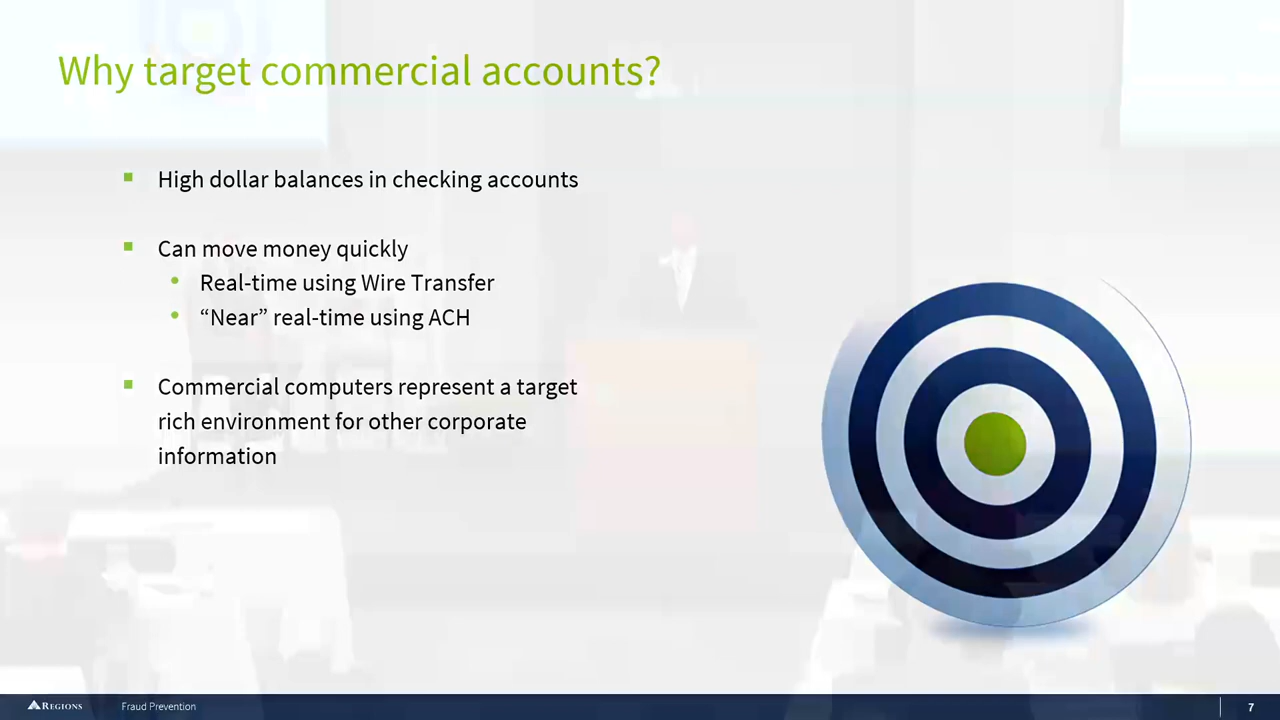 Why target commercial accounts?
High dollar balances in checking accounts
Can move money quickly
Real-time using Wire Transfer
“Near” real-time using ACH
Commercial computers represent a target
rich environment for other corporate
information
REGIONS
Fraud Prevention
7